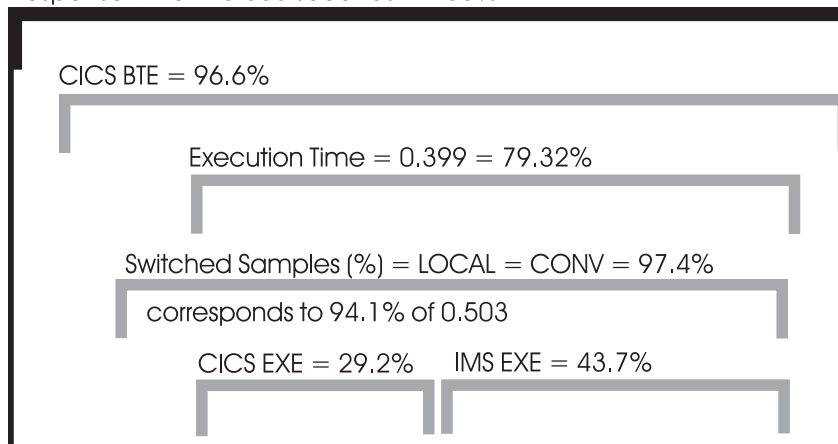 CICS BTE = 96.6%
Execution Time = 0.399 = 79.32%
Switched Samples (%) = LOCAL = CONV = 97.4%
corresponds to 94.1% of 0.503
CICS EXE = 29.2% IMS EXE = 43.7%